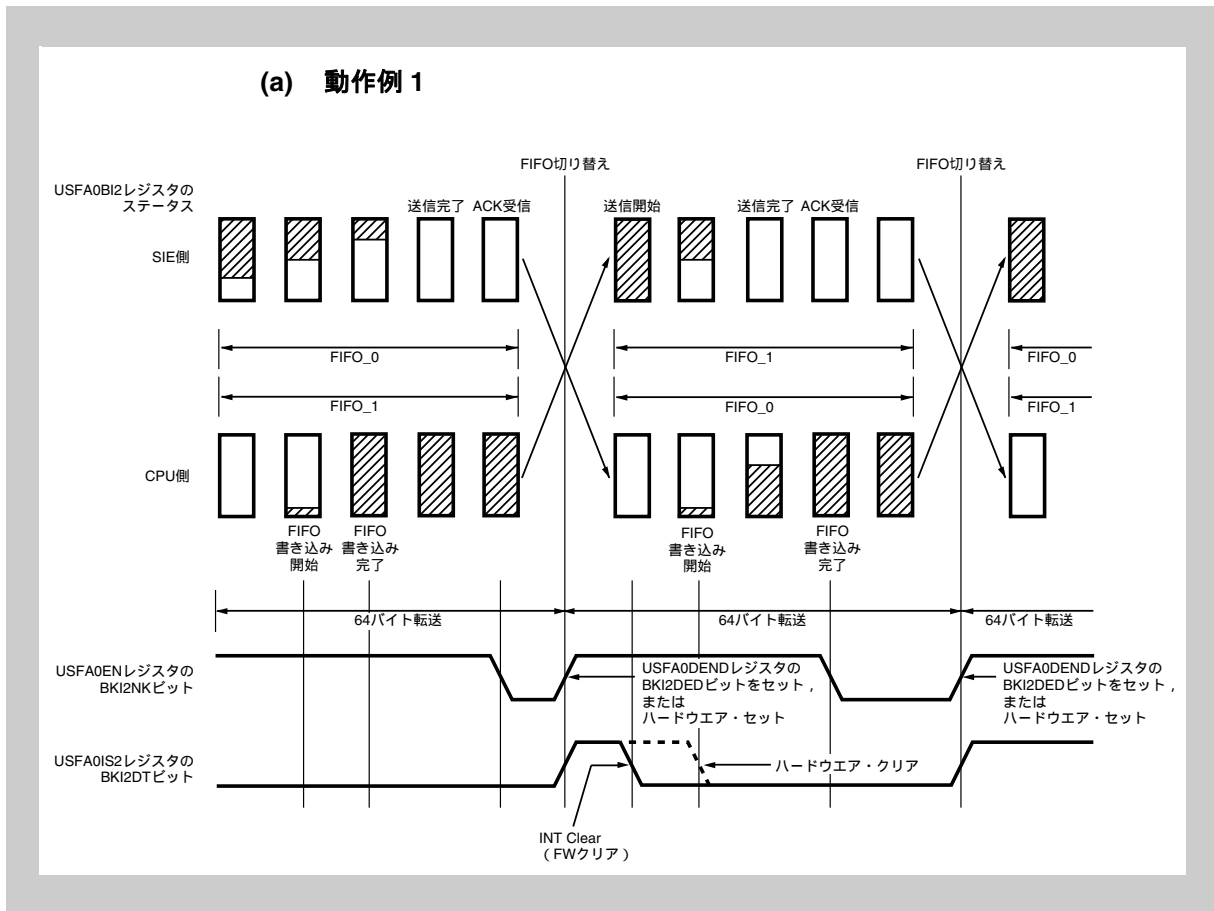 (a) 動作例 1
FIFO切り替え
FIFO切り替え
USFA0BI2レジスタの
ステータス
送信完了
ACK受信
送信開始
送信完了
ACK受信
SIE側
FIFO_0
FIFO_1
FIFO_0
FIFO_1
FIFO_0
FIFO_1
CPU側
FIFO
書き込み
開始
FIFO
書き込み
完了
FIFO
書き込み
開始
FIFO
書き込み
完了
64バイト転送
64バイト転送
64バイト転送
USFA0ENレジスタの
BKI2NKビット
USFA0DENDレジスタの
BKI2DEDビットをセット，
または
ハードウエア・セット
USFA0DENDレジスタの
BKI2DEDビットをセット，
または
ハードウエア・セット
USFA0IS2レジスタの
BKI2DTビット
ハードウエア・クリア
INT Clear
（FWクリア）